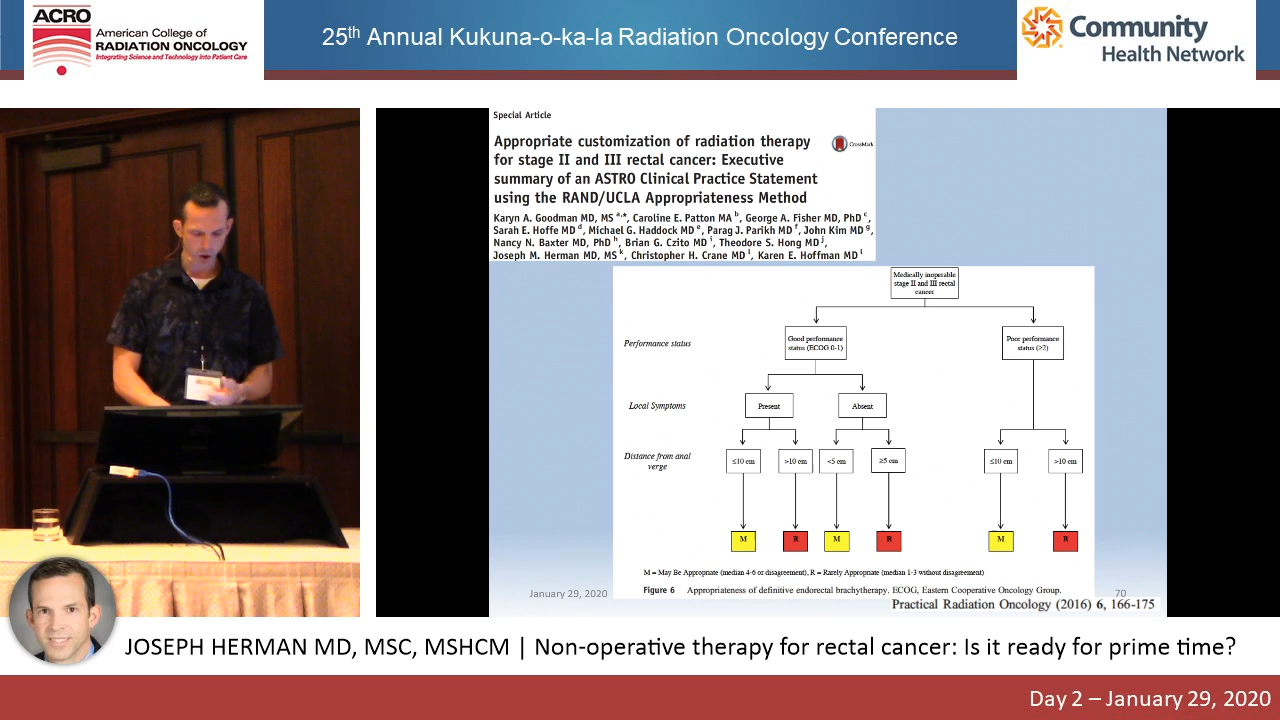 ACRO
American College of
RADIATION ONCOLOGY
Integrating Science and Technology Into Patient Care
25th Annual Kukuna-o-ka-la Radiation Oncology Conference
Community
Health Network
Special Article
Appropriate customization of radiation therapy
for stage II and III rectal cancer: Executive
summary of an ASTRO Clinical Practice Statement
using the RAND/UCLA Appropriateness Method
CrossMark
Karyn A. Goodman MD, MS a,*, Caroline E. Patton MA b, George A. Fisher MD, PhD c,
Sarah E. Hoffe MD d, Michael G. Haddock MD e, Parag J. Parikh MD f, John Kim MD g,
Nancy N. Baxter MD, PhD h, Brian G. Czito MD i, Theodore S. Hong MD j,
Joseph M. Herman MD, MS k, Christopher H. Crane MD l, Karen E. Hoffman MD l
Medically inoperable
stage II and III rectal
cancer
Performance status
Good performance
status (ECOG 0-1)
Poor performance
status (≥2)
Local Symptoms
Present
Absent
Distance from anal
verge
≤10 cm
>10 cm
<5 cm
≥5 cm
≤10 cm
>10 cm
M
R
M
R
M
R
M = May Be Appropriate (median 4-6 or disagreement), R = Rarely Appropriate (median 1-3 without disagreement)
Figure 6 Appropriateness of definitive endorectal brachytherapy. ECOG, Eastern Cooperative Oncology Group.
January 29, 2020
70
Practical Radiation Oncology (2016) 6, 166-175
JOSEPH HERMAN MD, MSC, MSHCM | Non-operative therapy for rectal cancer: Is it ready for prime time?
Day 2 – January 29, 2020